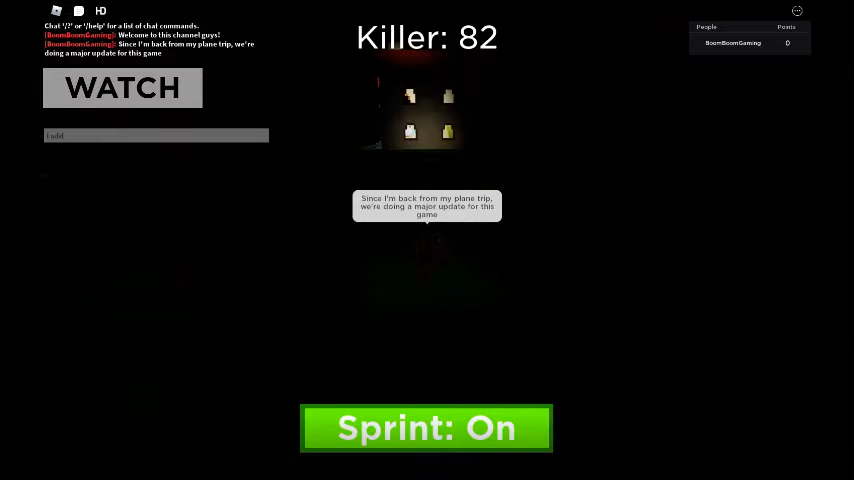 HD
Chat '/?' or '/help' for a list of chat commands.
[BoomBoomGaming]: Welcome to this channel guys!
[BoomBoomGaming]: Since I'm back from my plane trip, we're
doing a major update for this game
WATCH
I add
Killer: 82
People Points
BoomBoomGaming 0
Since I'm back from my plane trip,
we're doing a major update for this
game
Sprint: On